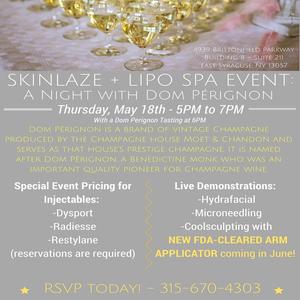 4939 BRITTONFIELD PARKWAY
BUILDING B - SUITE 211
EAST SYRACUSE, NY 13057
SKINLAZE + LIPO SPA EVENT:
A NIGHT WITH DOM PÉRIGNON
Thursday, May 18th - 5PM to 7PM
With a Dom Perignon Tasting at 6PM
DOM PÉRIGNON IS A BRAND OF VINTAGE CHAMPAGNE
PRODUCED BY THE CHAMPAGNE HOUSE MOET & CHANDON AND
SERVES AS THAT HOUSE'S PRESTIGE CHAMPAGNE. IT IS NAMED
AFTER DOM PÉRIGNON, A BENEDICTINE MONK WHO WAS AN
IMPORTANT QUALITY PIONEER FOR CHAMPAGNE WINE.
Special Event Pricing for
Injectables:
-Dysport
-Radiesse
-Restylane
(reservations are required)
Live Demonstrations:
-Hydrafacial
-Microneedling
-Coolsculpting with
NEW FDA-CLEARED ARM
APPLICATOR coming in June!
RSVP TODAY! - 315-670-4303